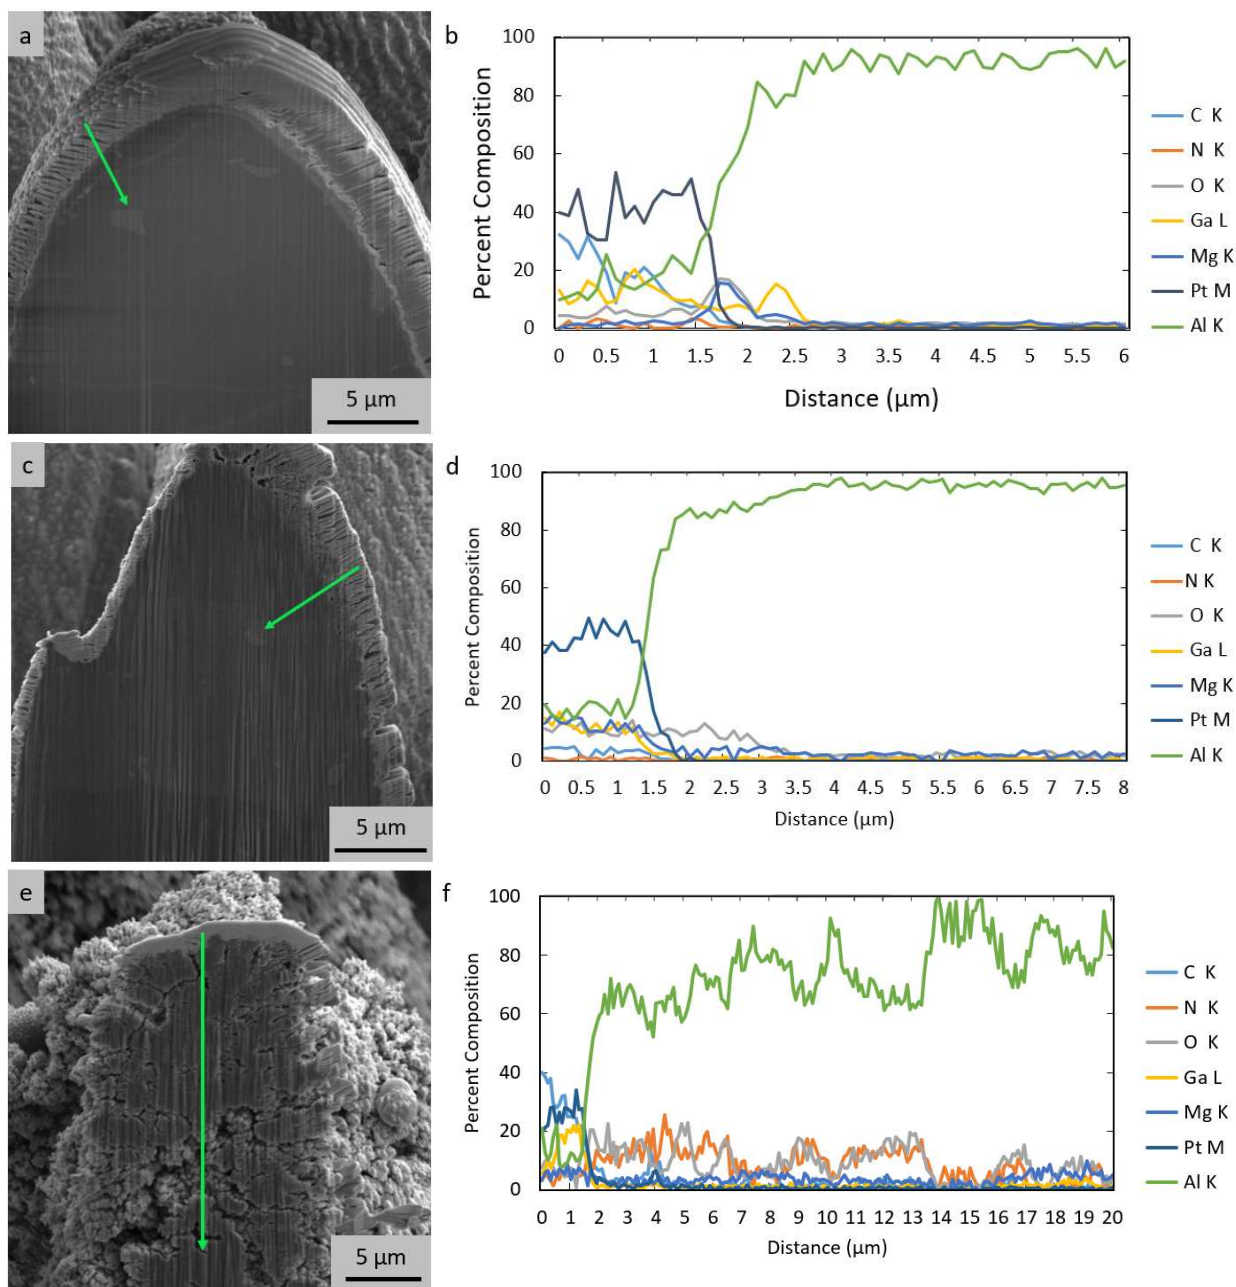 a
5 µm
b
100
80
60
40
20
0
Percent Composition
0 0.5 1 1.5 2 2.5 3 3.5 4 4.5 5 5.5 6
Distance (µm)
C K
N K
O K
Ga L
Mg K
Pt M
Al K
c
5 µm
d
100
80
60
40
20
0
Percent Composition
0 0.5 1 1.5 2 2.5 3 3.5 4 4.5 5 5.5 6 6.5 7 7.5 8
Distance (µm)
C K
N K
O K
Ga L
Mg K
Pt M
Al K
e
5 µm
f
100
80
60
40
20
0
Percent Composition
0 1 2 3 4 5 6 7 8 9 10 11 12 13 14 15 16 17 18 19 20
Distance (µm)
C K
N K
O K
Ga L
Mg K
Pt M
Al K